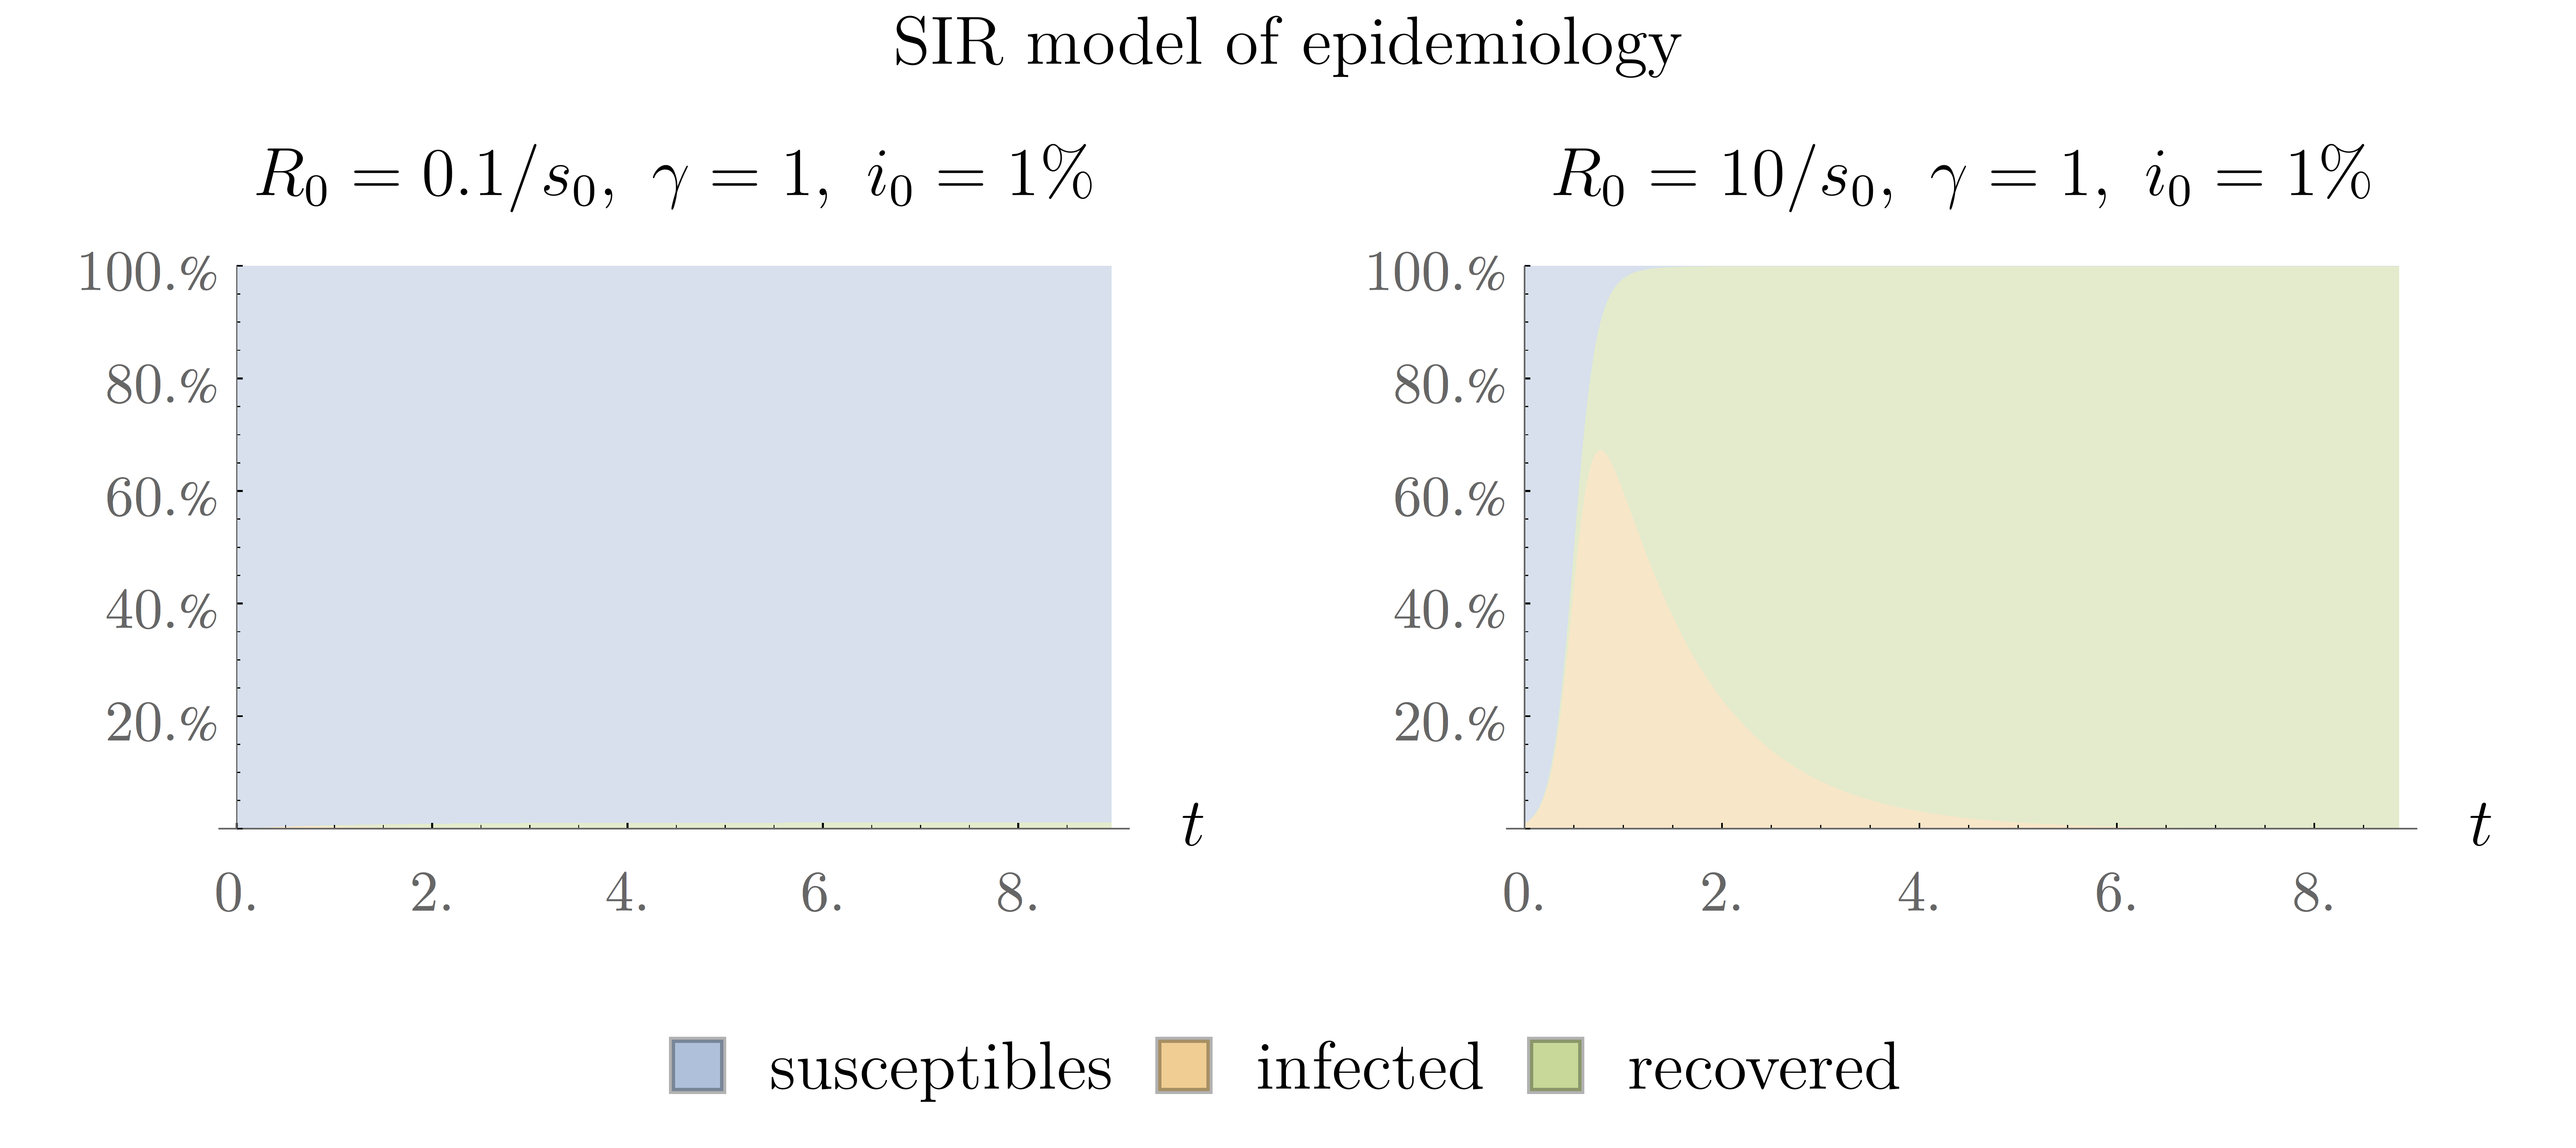 SIR model of epidemiology
R₀ = 0.1/s₀, γ = 1, i₀ = 1%
100.%
80.%
60.%
40.%
20.%
t
0. 2. 4. 6. 8.
R₀ = 10/s₀, γ = 1, i₀ = 1%
100.%
80.%
60.%
40.%
20.%
t
0. 2. 4. 6. 8.
susceptibles infected recovered